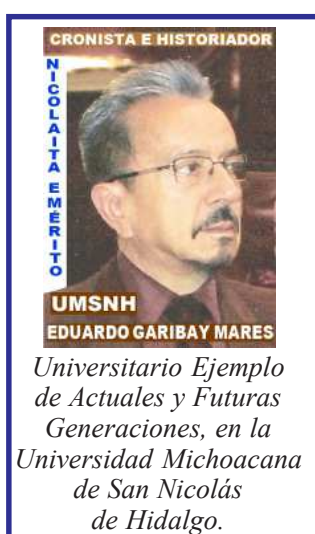 CRONISTA E HISTORIADOR
NICOLAITA EMÉRITO
UMSNH
EDUARDO GARIBAY MARES
Universitario Ejemplo
de Actuales y Futuras
Generaciones, en la
Universidad Michoacana
de San Nicolás
de Hidalgo.